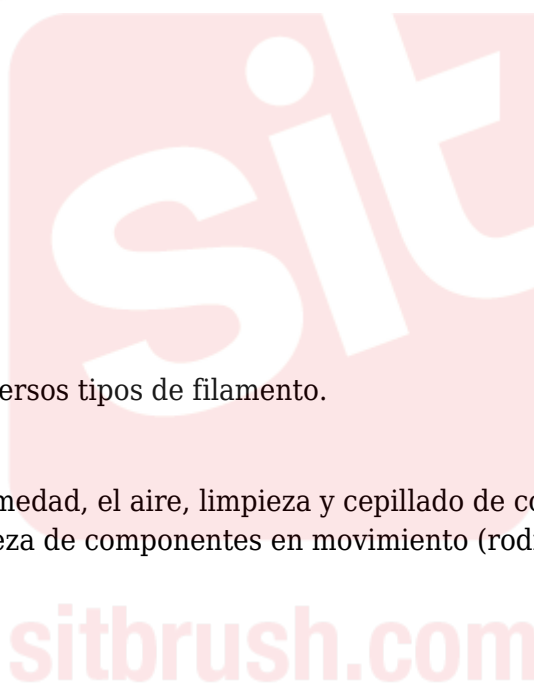 sit
ersos tipos de filamento.
medad, el aire, limpieza y cepillado de co
eza de componentes en movimiento (rod
sitbrush.com